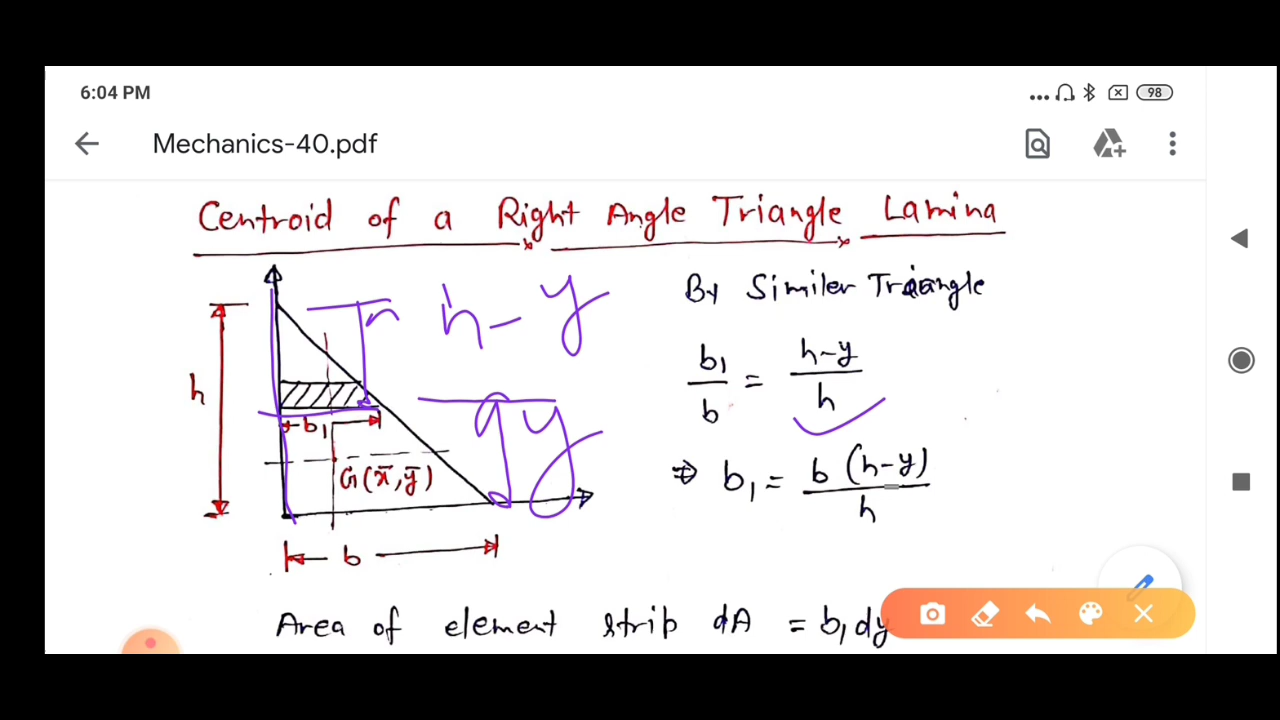 6:04 PM
98
Mechanics-40.pdf
Centroid of a Right Angle Triangle Lamina
By Similer Triangle
h
h - y
b1/b = (h-y)/h
h
b1
y
G(x̄, ȳ)
⇒ b1 = b (h-y)/h
b
Area of element strip dA = b1 dy